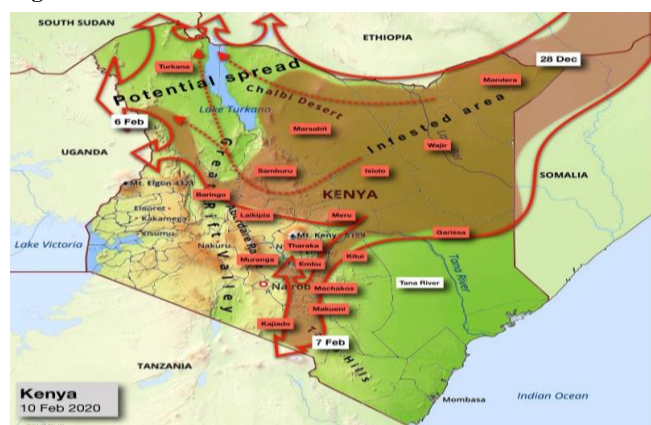 SOUTH SUDAN
ETHIOPIA
28 Dec
Turkana
Potential spread
Mandera
Chalbi Desert
Lake Turkana
Infested area
6 Feb
Marsabit
Wajir
UGANDA
Great Rift Valley
Samburu
Isiolo
SOMALIA
Mt. Elgon 4321
Baringo
KENYA
Eldoret
Kakamega
Laikipia
Meru
Kisumu
Garissa
Lake Victoria
Nakuru
Mt. Keny
Tharaka
Muranga
Embu
Kitui
Tana River
Tana River
Machakos
Nairob
Makueni
Kajiado
7 Feb
Hills
TANZANIA
Kenya
10 Feb 2020
Mombasa
Indian Ocean